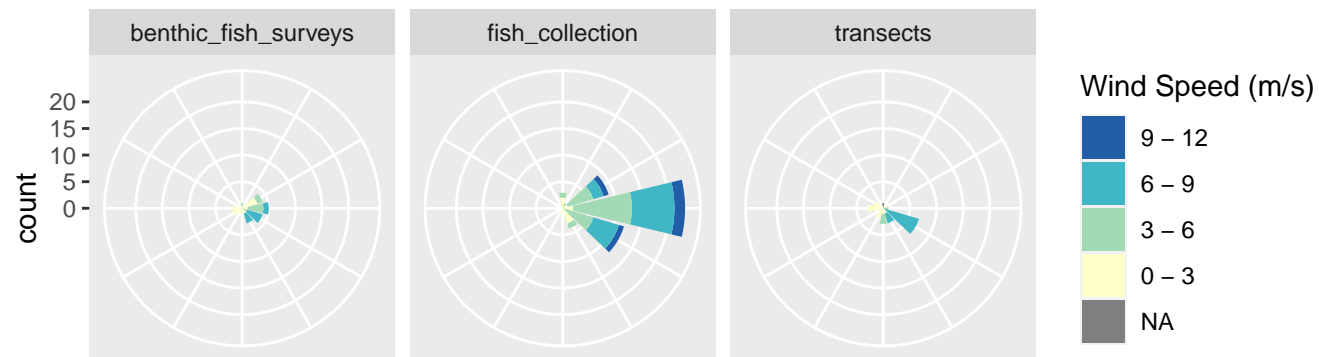 benthic_fish_surveys
fish_collection
transects
20
15
10
5
0
count
Wind Speed (m/s)
9 – 12
6 – 9
3 – 6
0 – 3
NA